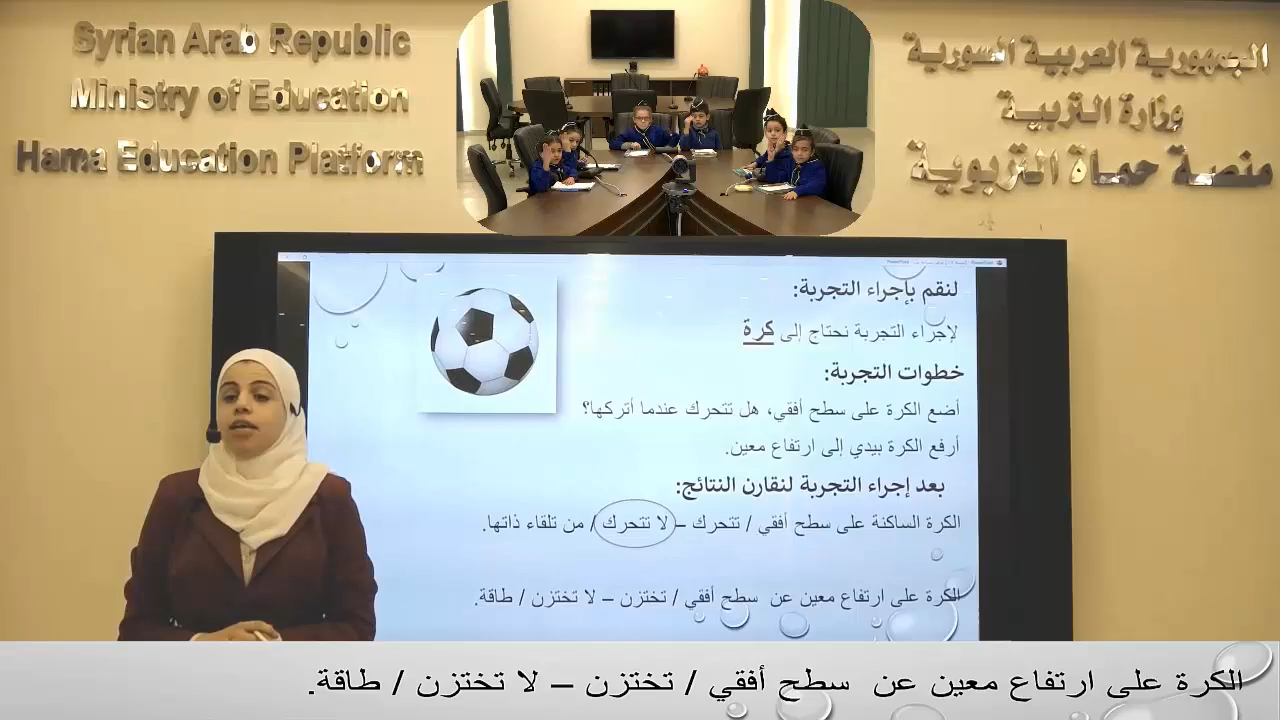 Syrian Arab Republic
Ministry of Education
Hama Education Platform
الجمهورية العربية السورية
وزارة التربية
منصة حماة التربوية
لنقم بإجراء التجربة:
لإجراء التجربة نحتاج إلى كرة
خطوات التجربة:
أضع الكرة على سطح أفقي، هل تتحرك عندما أتركها؟
أرفع الكرة بيدي إلى ارتفاع معين.
بعد إجراء التجربة لنقارن النتائج:
الكرة الساكنة على سطح أفقي / تتحرك – لا تتحرك / من تلقاء ذاتها.
الكرة على ارتفاع معين عن سطح أفقي / تختزن – لا تختزن / طاقة.
الكرة على ارتفاع معين عن سطح أفقي / تختزن – لا تختزن / طاقة.